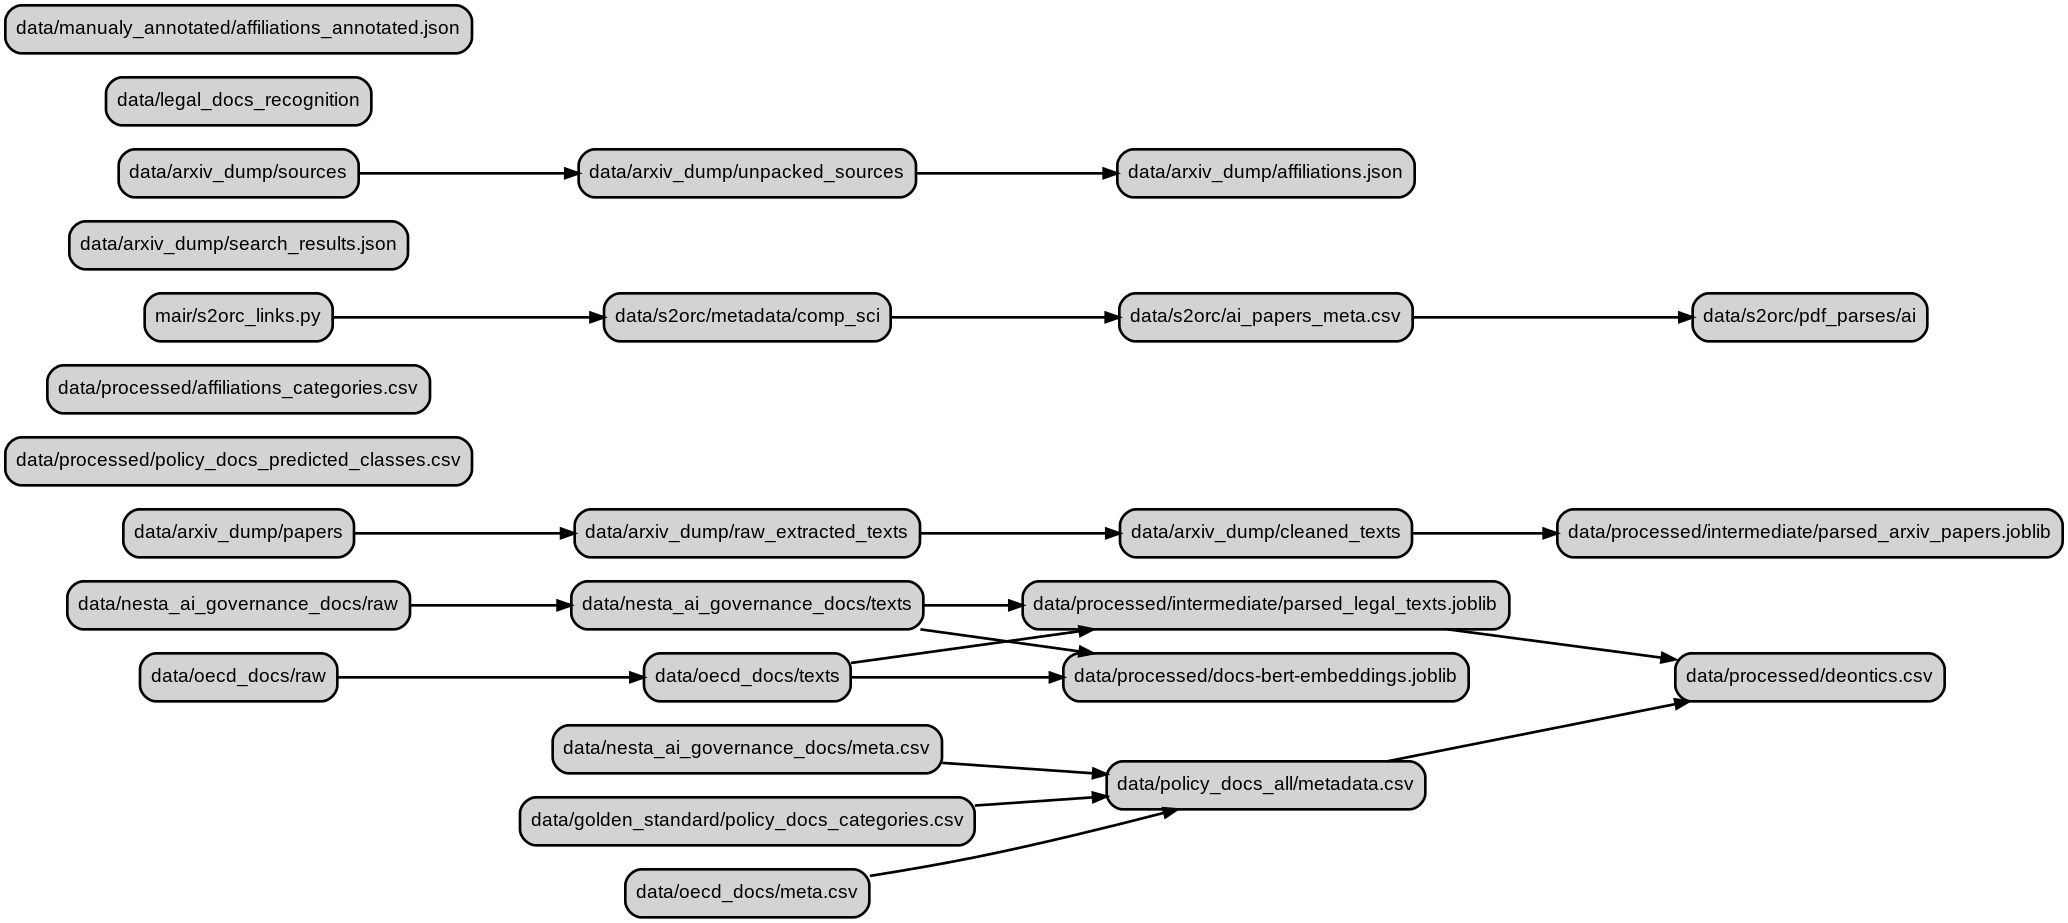 data/manualy_annotated/affiliations_annotated.json
data/legal_docs_recognition
data/arxiv_dump/sources
data/arxiv_dump/unpacked_sources
data/arxiv_dump/affiliations.json
data/arxiv_dump/search_results.json
mair/s2orc_links.py
data/s2orc/metadata/comp_sci
data/s2orc/ai_papers_meta.csv
data/s2orc/pdf_parses/ai
data/processed/affiliations_categories.csv
data/processed/policy_docs_predicted_classes.csv
data/arxiv_dump/papers
data/arxiv_dump/raw_extracted_texts
data/arxiv_dump/cleaned_texts
data/processed/intermediate/parsed_arxiv_papers.joblib
data/nesta_ai_governance_docs/raw
data/nesta_ai_governance_docs/texts
data/processed/intermediate/parsed_legal_texts.joblib
data/oecd_docs/raw
data/oecd_docs/texts
data/processed/docs-bert-embeddings.joblib
data/processed/deontics.csv
data/nesta_ai_governance_docs/meta.csv
data/policy_docs_all/metadata.csv
data/golden_standard/policy_docs_categories.csv
data/oecd_docs/meta.csv